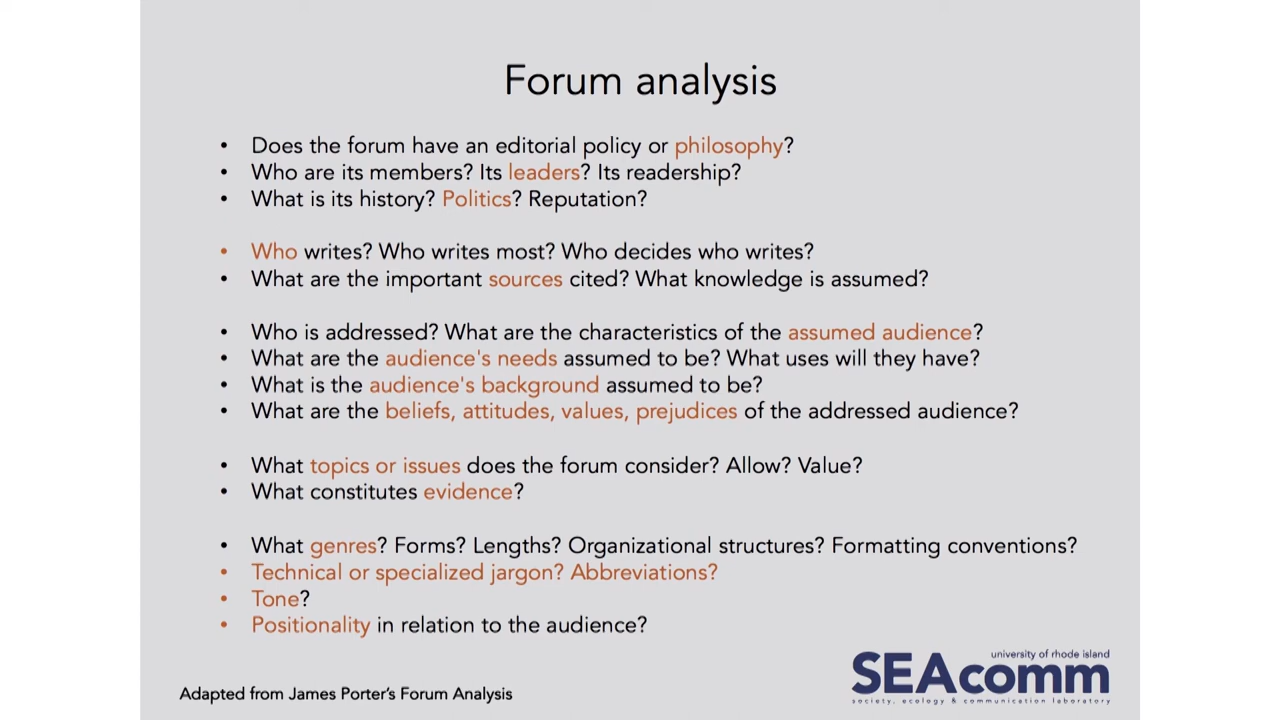 Forum analysis
• Does the forum have an editorial policy or philosophy?
• Who are its members? Its leaders? Its readership?
• What is its history? Politics? Reputation?
• Who writes? Who writes most? Who decides who writes?
• What are the important sources cited? What knowledge is assumed?
• Who is addressed? What are the characteristics of the assumed audience?
• What are the audience's needs assumed to be? What uses will they have?
• What is the audience's background assumed to be?
• What are the beliefs, attitudes, values, prejudices of the addressed audience?
• What topics or issues does the forum consider? Allow? Value?
• What constitutes evidence?
• What genres? Forms? Lengths? Organizational structures? Formatting conventions?
• Technical or specialized jargon? Abbreviations?
• Tone?
• Positionality in relation to the audience?
university of rhode island
SEAcomm
society, ecology & communication laboratory
Adapted from James Porter's Forum Analysis